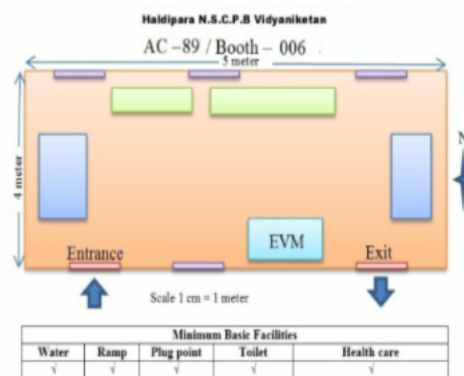 Haldipara N.S.C.P.B Vidyaniketan
AC -89 / Booth - 006
5 meter
4 meter
N
EVM
Entrance
Exit
Scale 1 cm = 1 meter
Minimum Basic Facilities
Water Ramp Plug point Toilet Health care
√ √ √ √ √